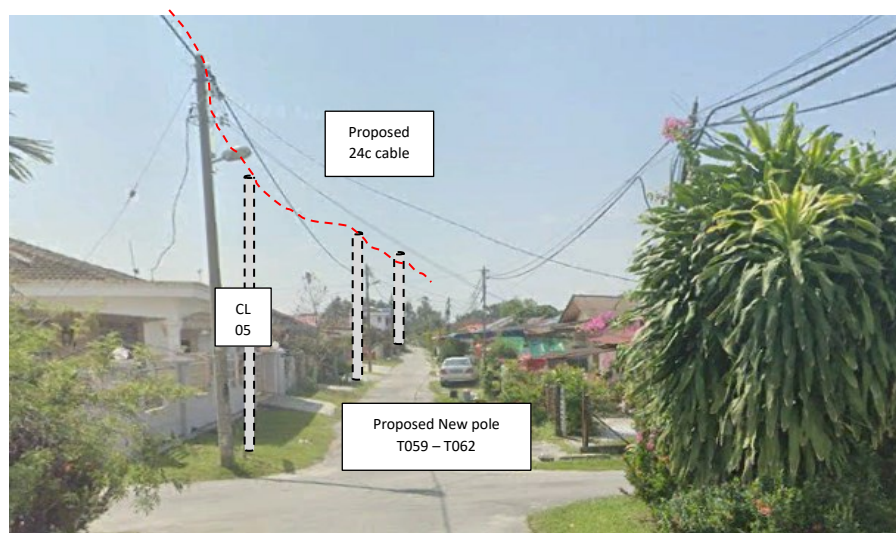 Proposed
24c cable
CL
05
Proposed New pole
T059 – T062